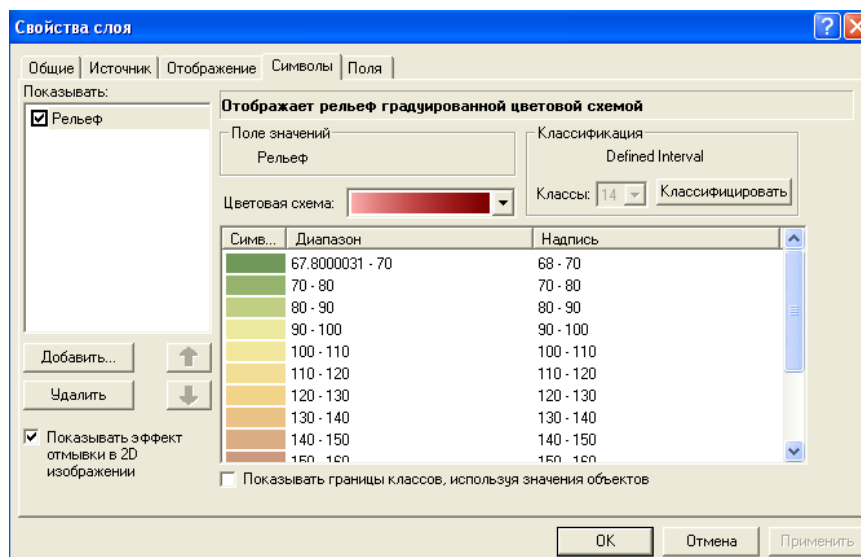 Свойства слоя
Общие Источник Отображение Символы Поля
Показывать:
Рельеф
Отображает рельеф градуированной цветовой схемой
Поле значений
Рельеф
Классификация
Defined Interval
Классы: 14 Классифицировать
Цветовая схема:
Симв... Диапазон Надпись
67.8000031 - 70 68 - 70
70 - 80 70 - 80
80 - 90 80 - 90
90 - 100 90 - 100
100 - 110 100 - 110
110 - 120 110 - 120
120 - 130 120 - 130
130 - 140 130 - 140
140 - 150 140 - 150
150 - 160 150 - 160
Добавить...
Удалить
Показывать эффект
отмывки в 2D
изображении
Показывать границы классов, используя значения объектов
OK Отмена Применить